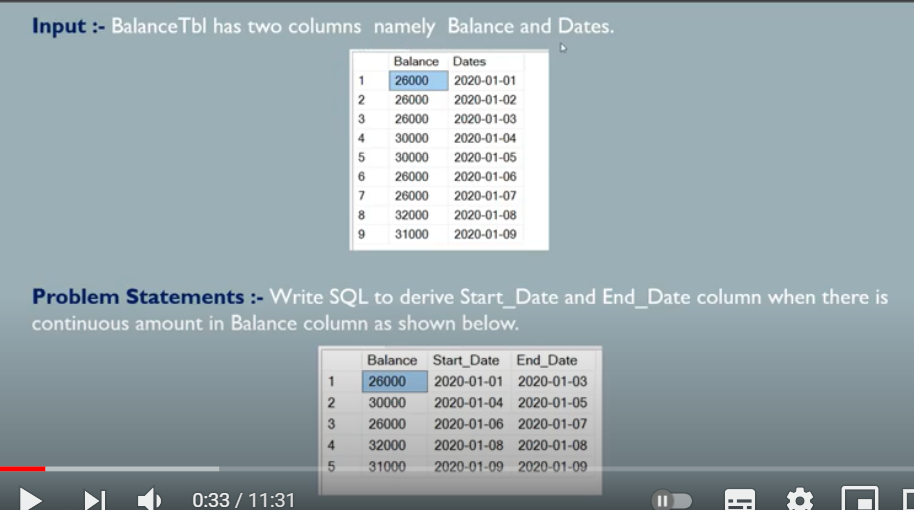 Input :- BalanceTbl has two columns namely Balance and Dates.
Balance Dates
1 26000 2020-01-01
2 26000 2020-01-02
3 26000 2020-01-03
4 30000 2020-01-04
5 30000 2020-01-05
6 26000 2020-01-06
7 26000 2020-01-07
8 32000 2020-01-08
9 31000 2020-01-09
Problem Statements :- Write SQL to derive Start_Date and End_Date column when there is
continuous amount in Balance column as shown below.
Balance Start_Date End_Date
1 26000 2020-01-01 2020-01-03
2 30000 2020-01-04 2020-01-05
3 26000 2020-01-06 2020-01-07
4 32000 2020-01-08 2020-01-08
5 31000 2020-01-09 2020-01-09
0:33 / 11:31